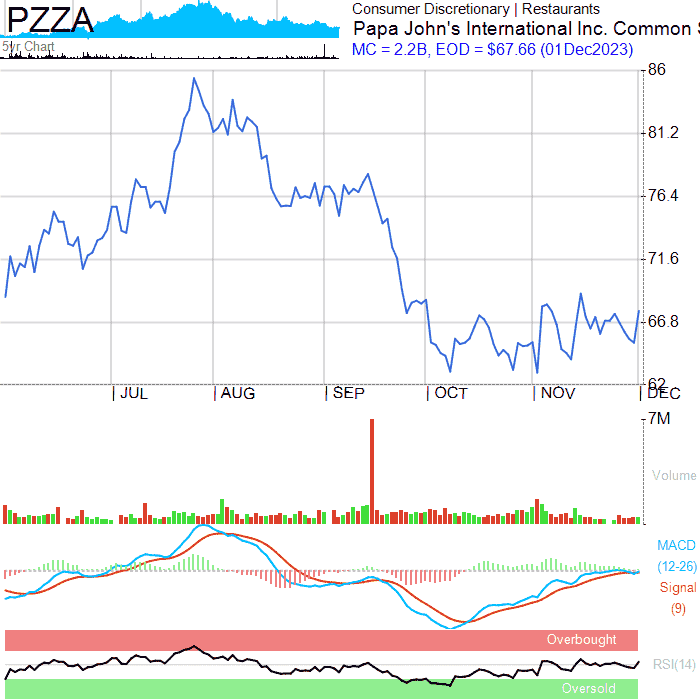 PZZA
5yr Chart
Consumer Discretionary | Restaurants
Papa John's International Inc. Common S
MC = 2.2B, EOD = $67.66 (01Dec2023)
86
81.2
76.4
71.6
66.8
62
JUL
AUG
SEP
OCT
NOV
DEC
7M
Volume
MACD
(12-26)
Signal
(9)
Overbought
RSI(14)
Oversold